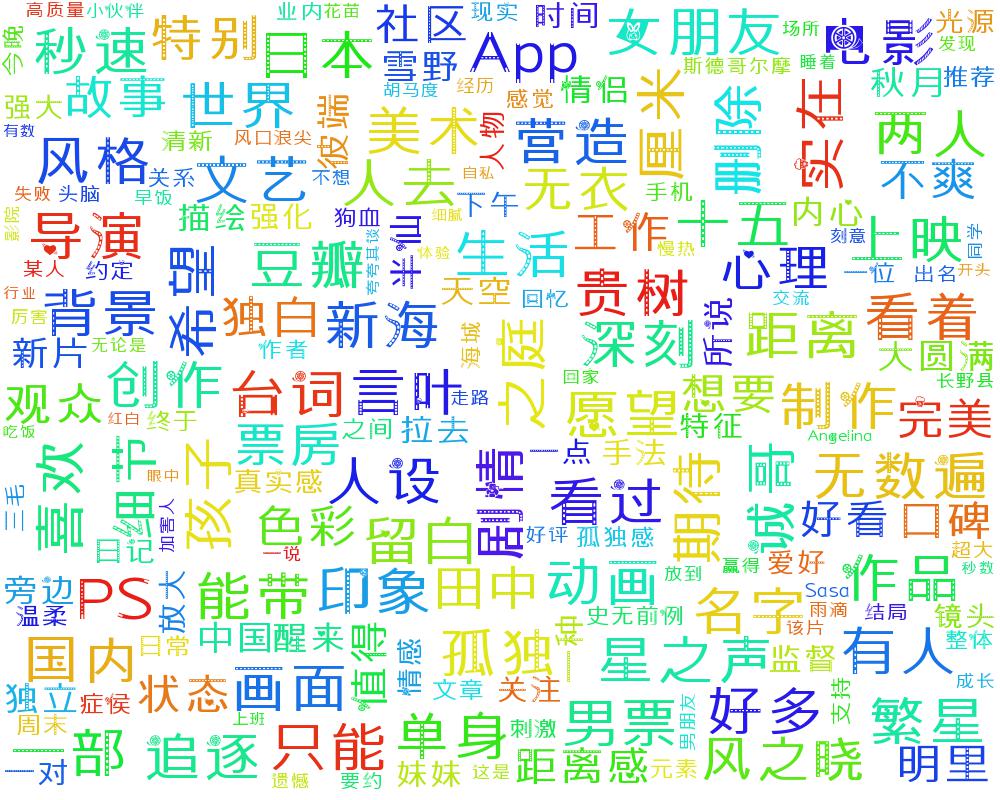 高质量
小伙伴
业内
花苗
社区
现实
时间
女朋友
场所
电影
光源
今晚
秒速
特别
日本
雪野
App
斯德哥尔摩
睡着
发现
强大
故事
世界
彼端
胡马度
经历
感觉
情侣
厘米
删除
实在
秋月
推荐
有数
风格
清新
风口浪尖
美术
人物
营造
两人
失败
头脑
关系
早饭
文艺
不想
人去
自私
无衣
手机
不爽
影院
导演
描绘
强化
狗血
细腻
下午
工作
十五
内心
刻意
上映
同学
某人
约定
希望
豆瓣
夸夸其谈
斗山
体验
生活
慢热
心理
一位
出名
开头
行业
厉害
背景
独白
新海
天空
回忆
贵树
所说
交流
距离
看着
新片
无论是
作者
海城
之庭
深刻
大圆满
观众
创作
台词
言叶
走路
回家
愿望
想要
制作
长野县
完美
吃饭
红白
终于
票房
之间
拉去
一点
手法
特征
Angelina
喜欢
细节
眼中
孩子
真实感
人设
剧情
看过
期待
诚哥
无数遍
三毛
日记
加害人
色彩
一说
留白
好评
孤独感
好看
口碑
超大
秒数
旁边
PS
放大
能带
印象
田中
动画
放到
赢得
爱好
作品
温柔
中国
醒来
史无前例
名字
Sasa
雨滴
该片
结局
镜头
国内
日常
值得
情感
孤独
一种
星之声
监督
有人
整体
独立
症侯
状态
画面
文章
关注
成长
周末
上班
刺激
男票
男朋友
好多
支持
繁星
一对
一部
追逐
只能
单身
遗憾
要约
妹妹
这是
距离感
元素
风之晓
明里